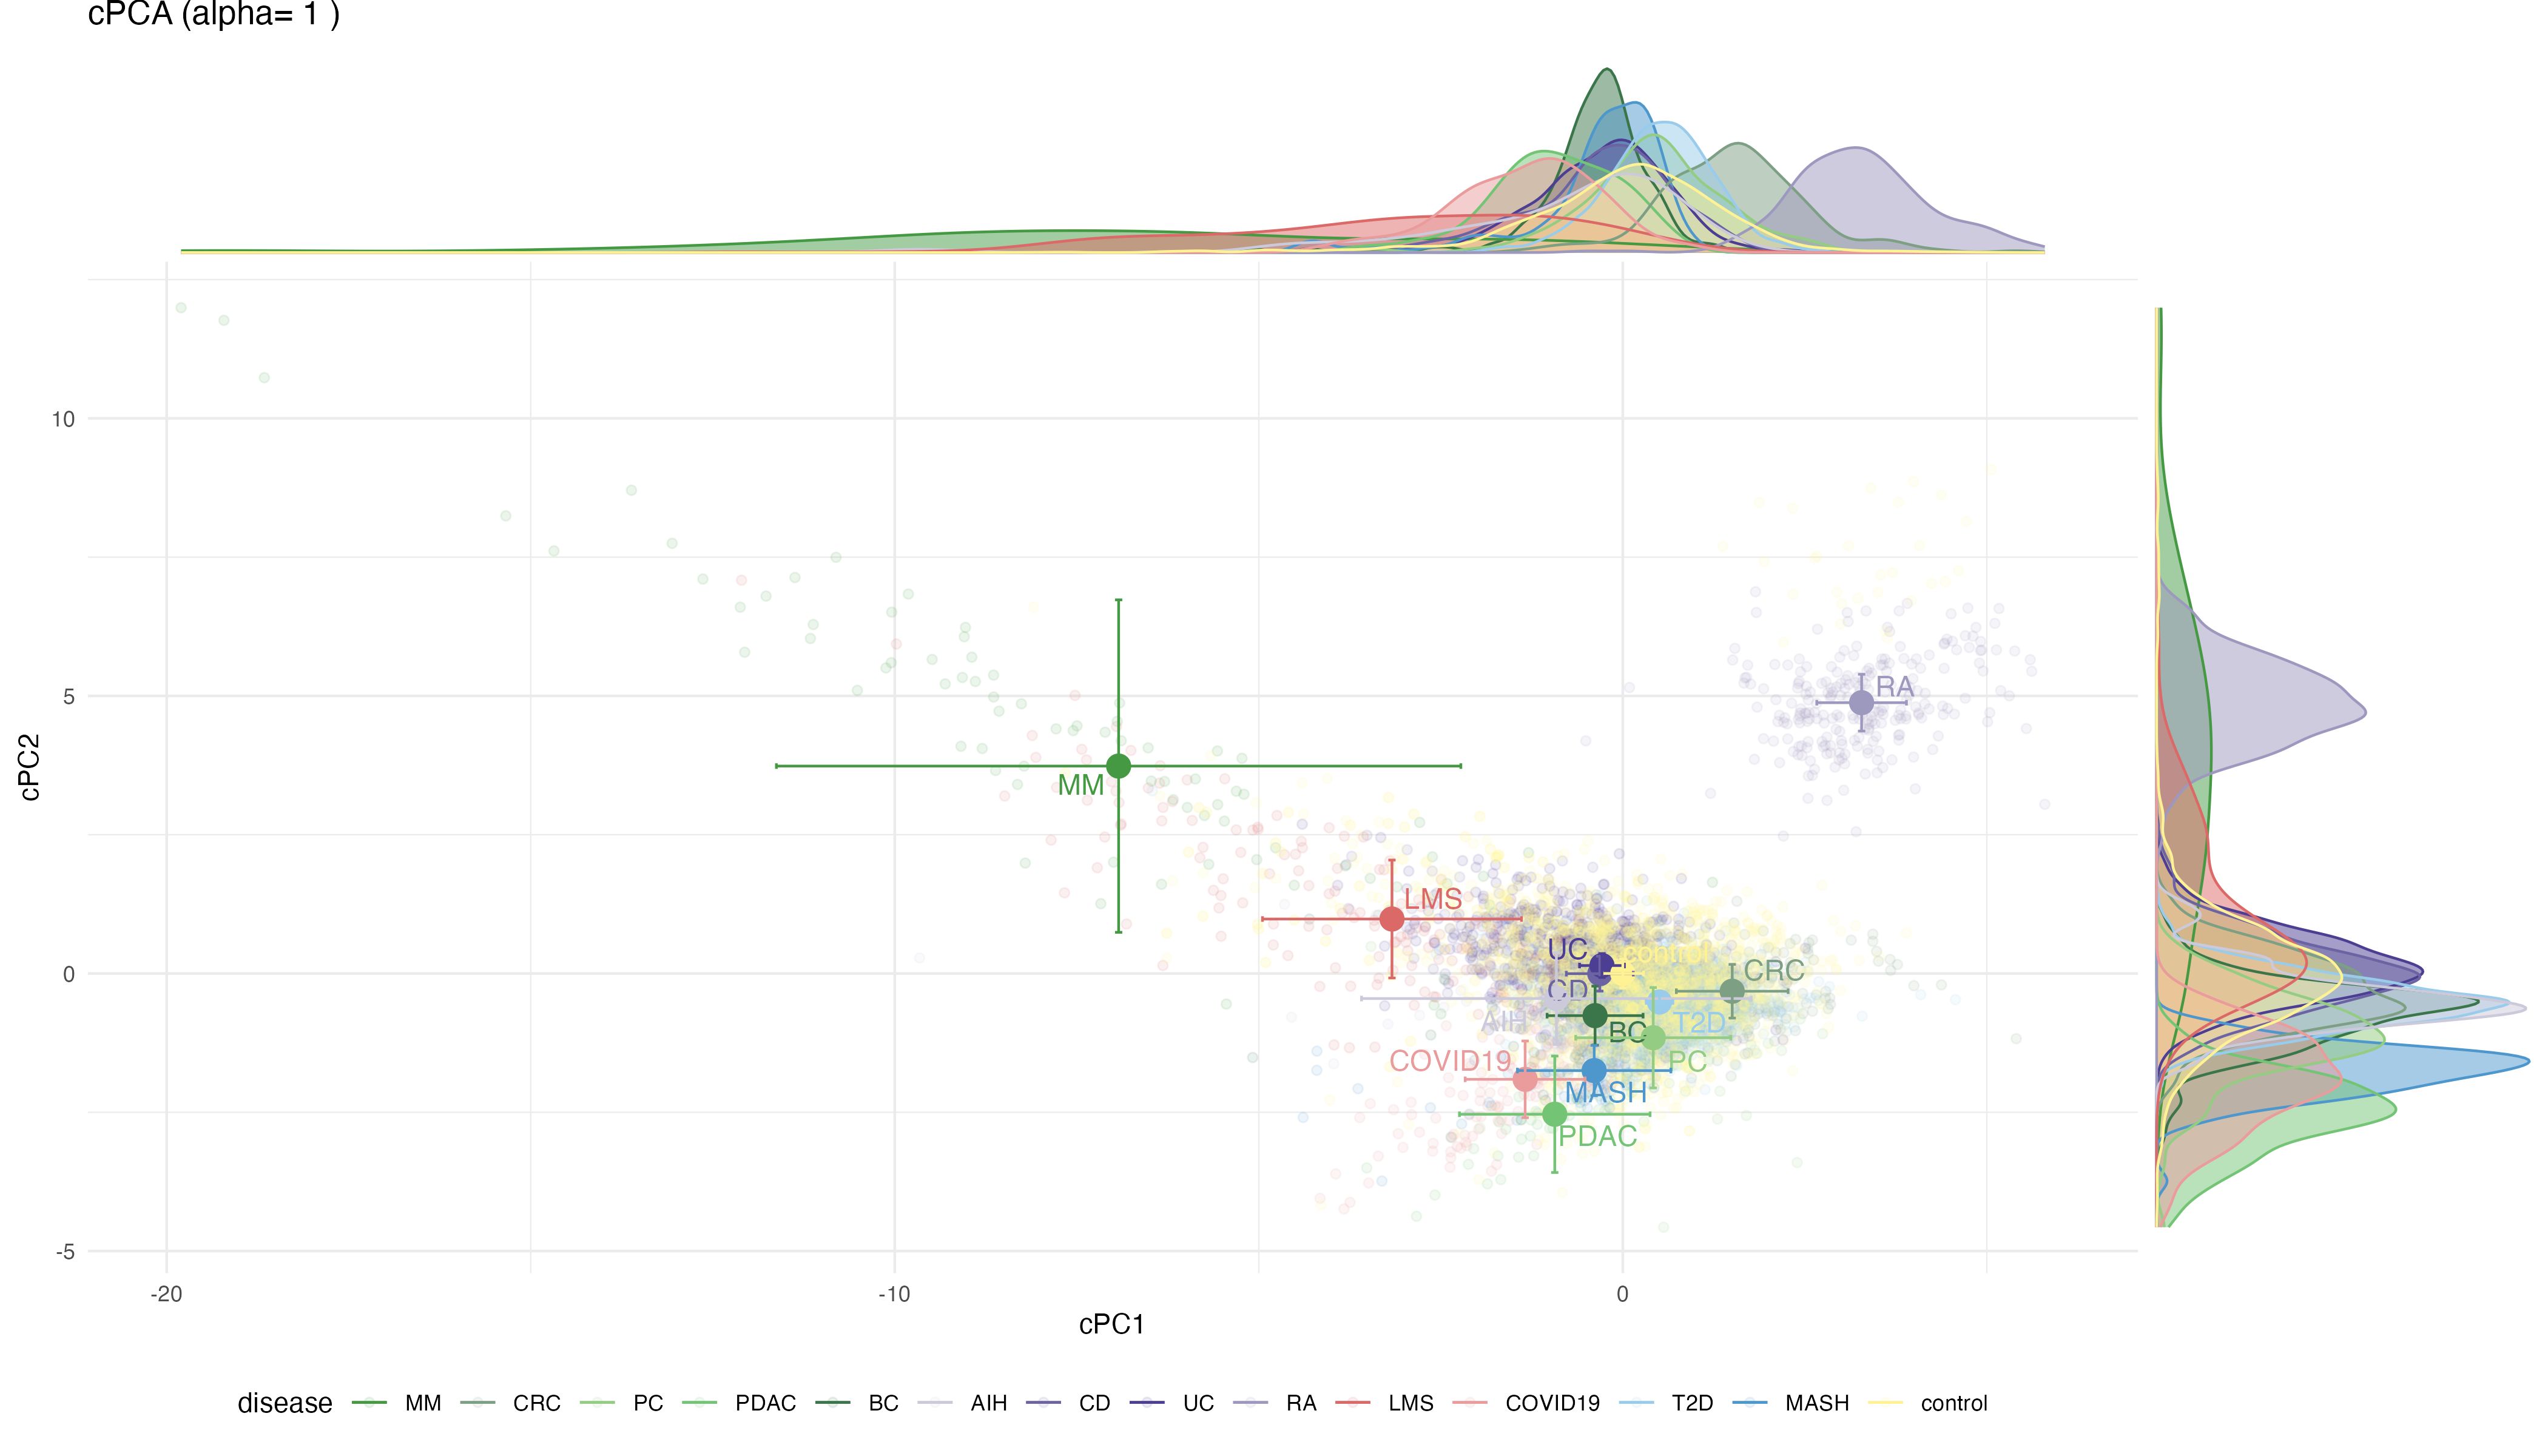 cPCA (alpha= 1 )
10
5
0
-5
cPC2
RA
MM
LMS
UC
control
CRC
CD
AIH
T2D
BC
COVID19
PC
MASH
PDAC
-20
-10
0
cPC1
disease MM CRC PC PDAC BC AIH CD UC RA LMS COVID19 T2D MASH control